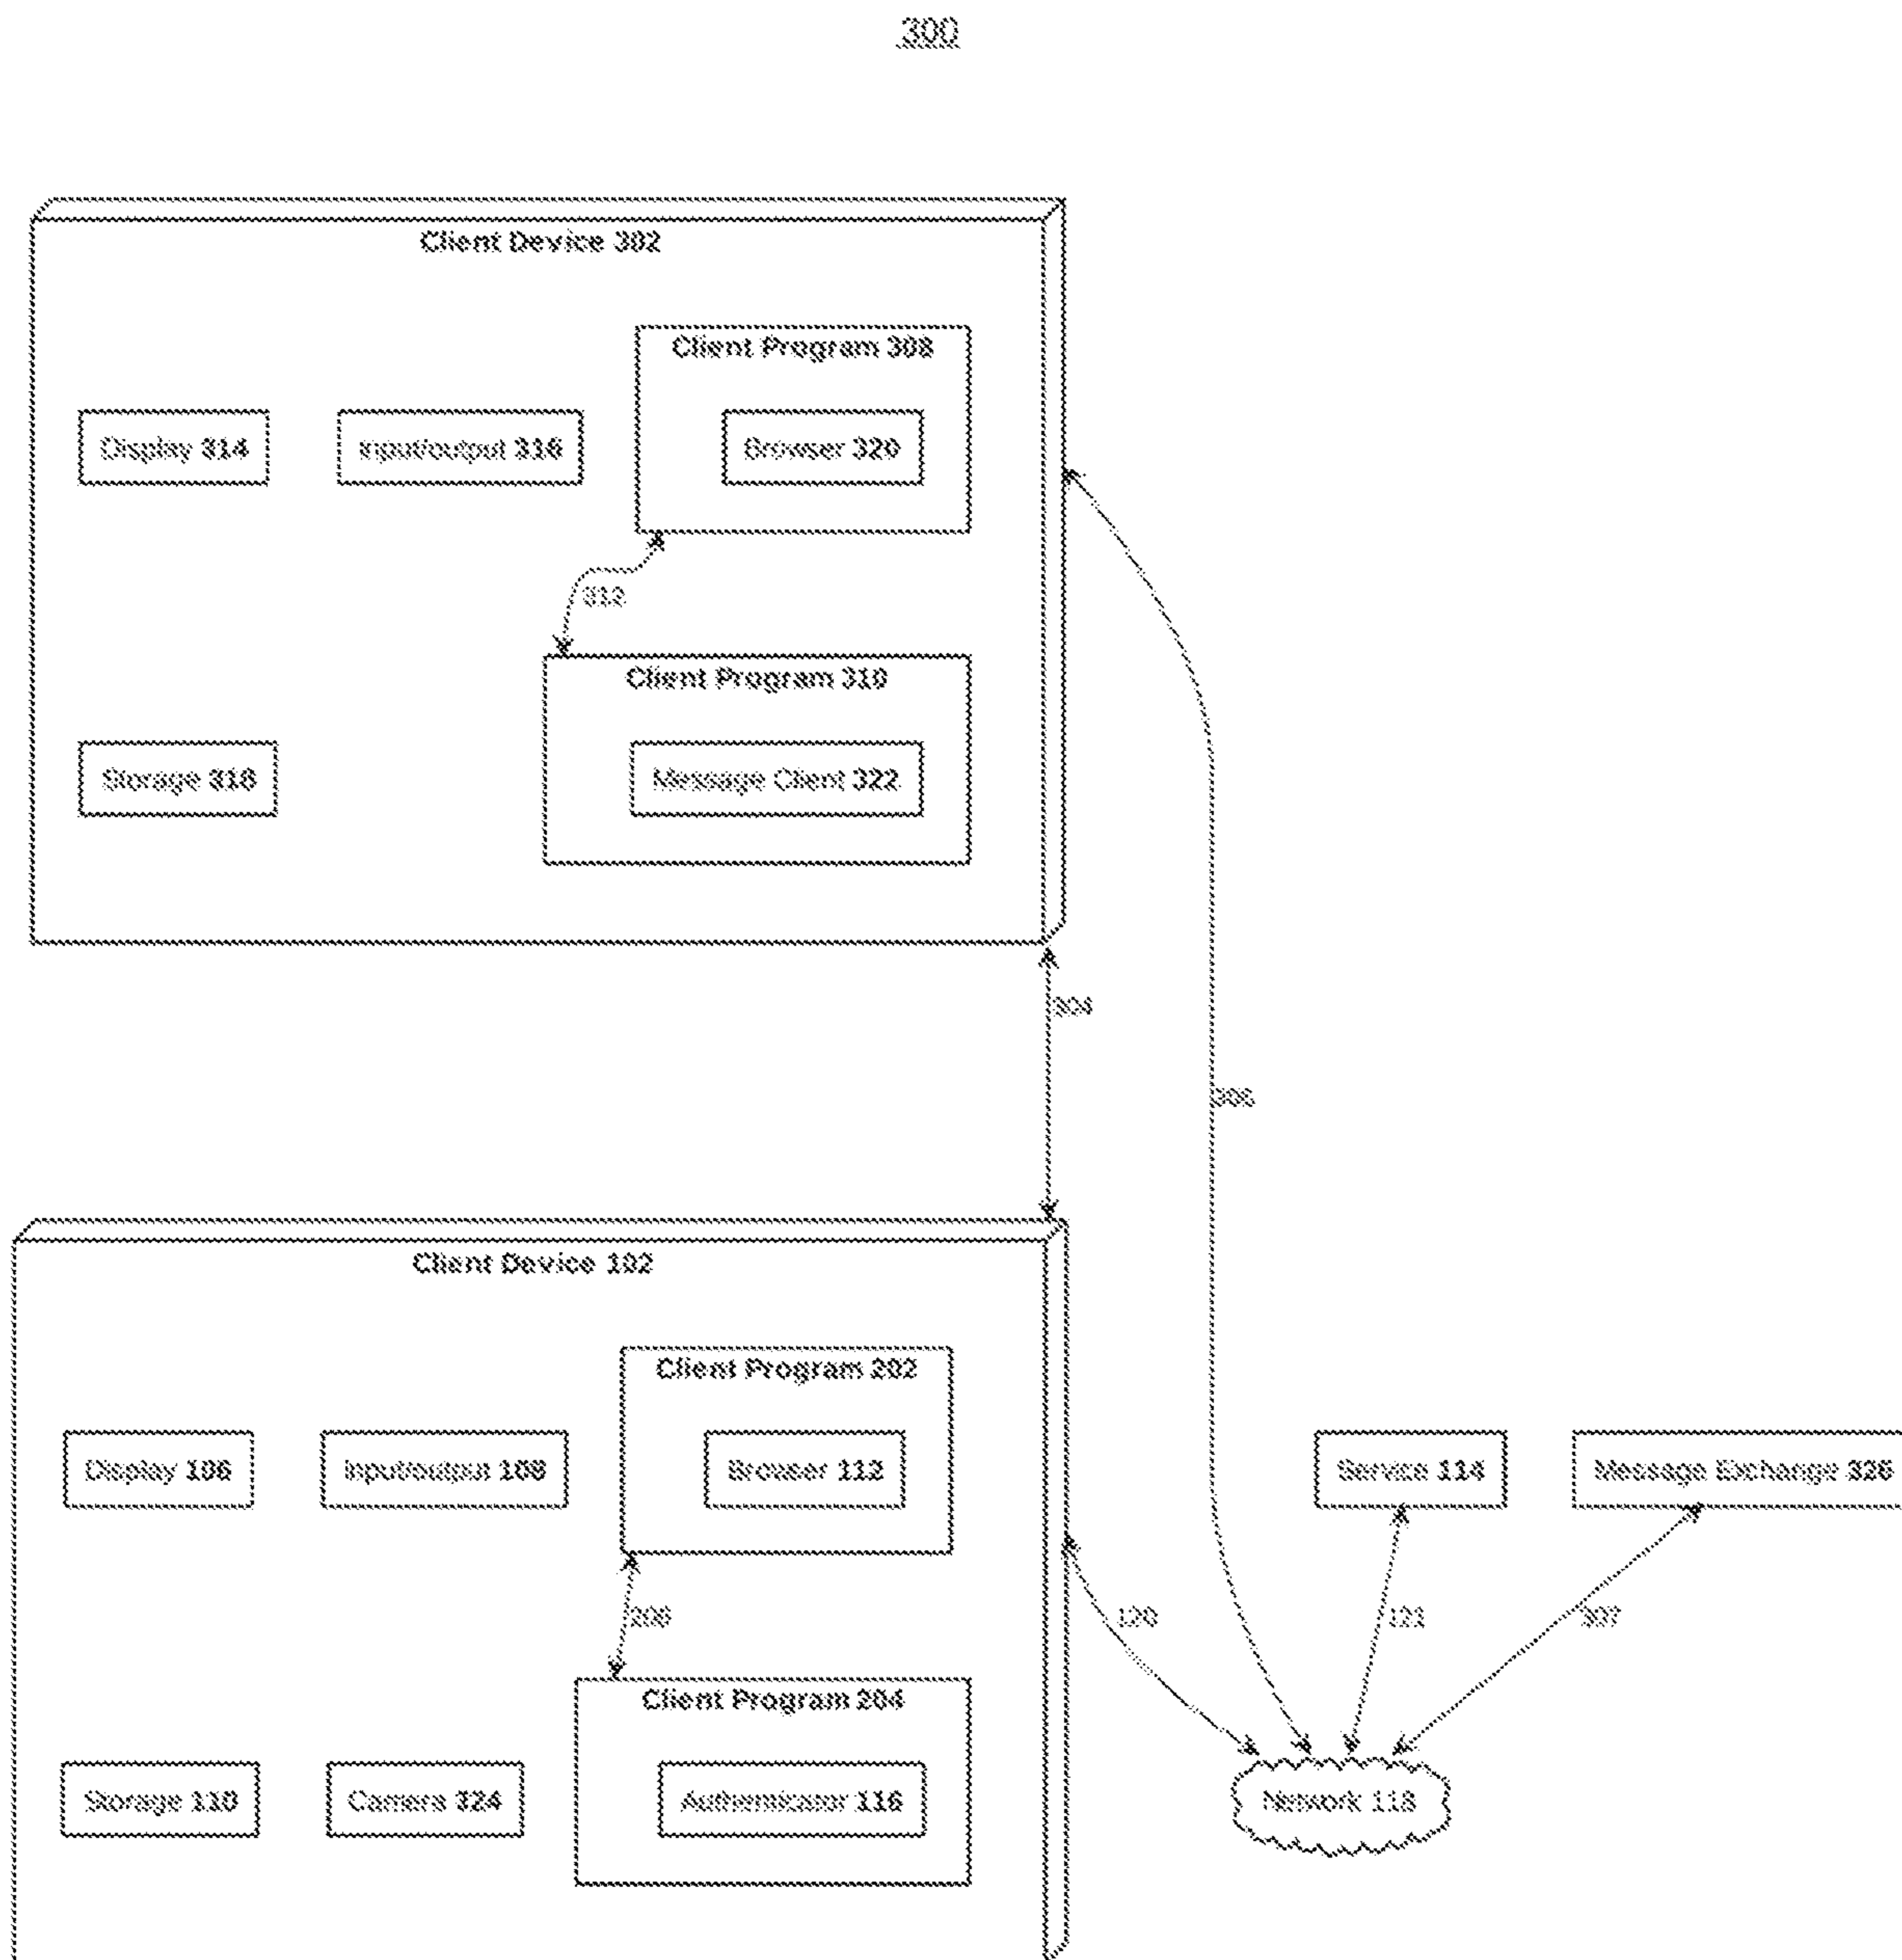 300
Client Device 302
Client Program 308
Display 314
Input/output 316
Browser 320
312
Client Program 310
Storage 318
Message Client 322
304
306
Client Device 102
Client Program 202
Display 106
Input/output 108
Browser 112
Service 114
Message Exchange 326
206
120
121
307
Client Program 204
Storage 110
Camera 324
Authenticator 116
Network 118